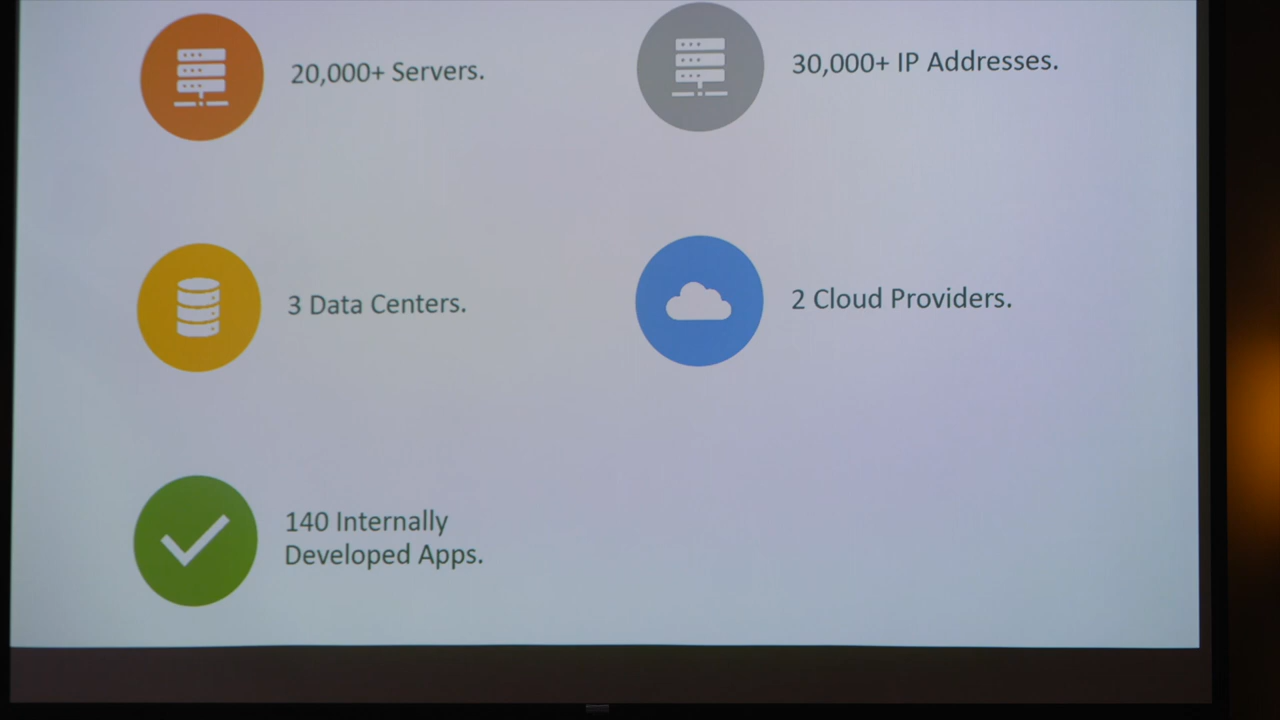 20,000+ Servers.
30,000+ IP Addresses.
3 Data Centers.
2 Cloud Providers.
140 Internally
Developed Apps.